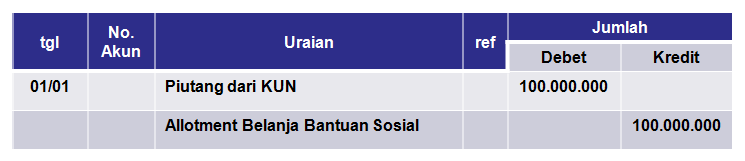 tgl No. Akun Uraian ref Jumlah
Debet Kredit
01/01 Piutang dari KUN 100.000.000
Allotment Belanja Bantuan Sosial 100.000.000